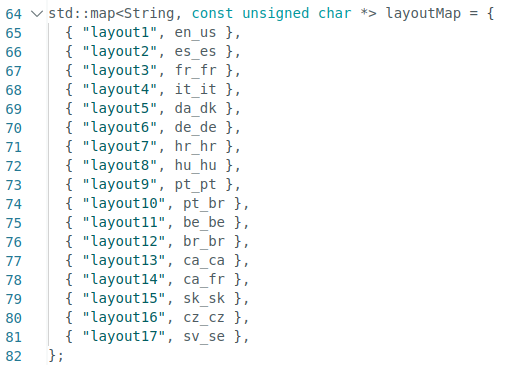 64 std::map<String, const unsigned char *> layoutMap = {
65 { "layout1", en_us },
66 { "layout2", es_es },
67 { "layout3", fr_fr },
68 { "layout4", it_it },
69 { "layout5", da_dk },
70 { "layout6", de_de },
71 { "layout7", hr_hr },
72 { "layout8", hu_hu },
73 { "layout9", pt_pt },
74 { "layout10", pt_br },
75 { "layout11", be_be },
76 { "layout12", br_br },
77 { "layout13", ca_ca },
78 { "layout14", ca_fr },
79 { "layout15", sk_sk },
80 { "layout16", cz_cz },
81 { "layout17", sv_se },
82 };